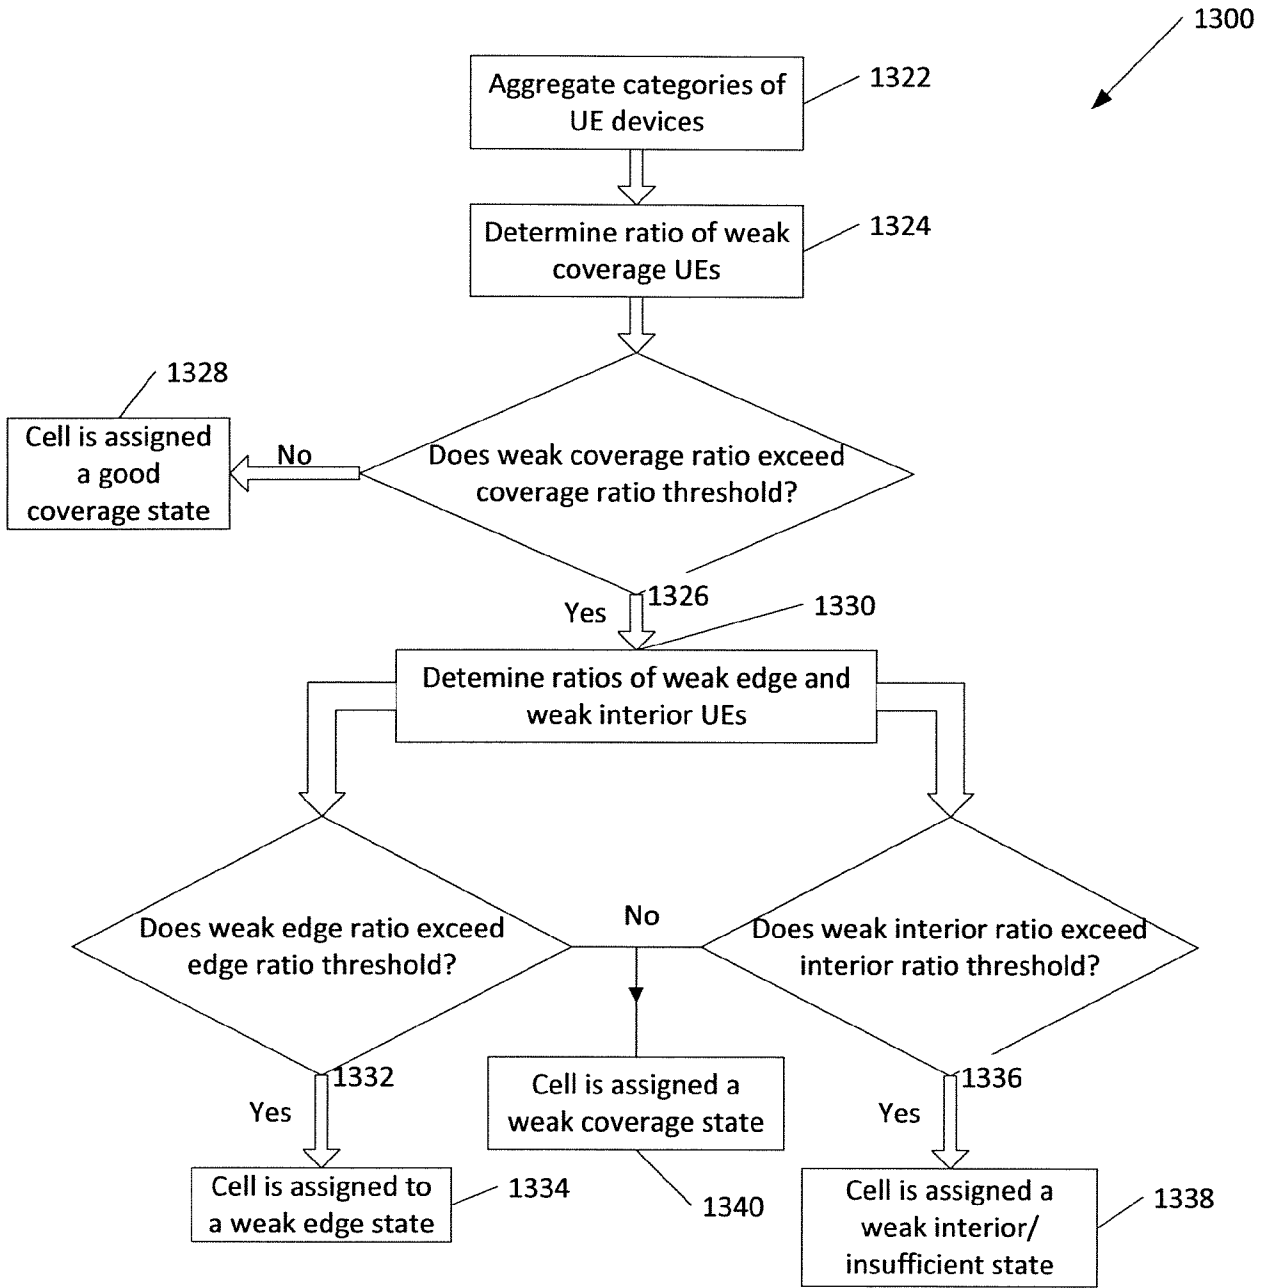 1300
Aggregate categories of
UE devices
1322
Determine ratio of weak
coverage UEs
1324
1328
Cell is assigned
a good
coverage state
No
Does weak coverage ratio exceed
coverage ratio threshold?
1326
Yes
1330
Detemine ratios of weak edge and
weak interior UEs
Does weak edge ratio exceed
edge ratio threshold?
No
Does weak interior ratio exceed
interior ratio threshold?
1332
Yes
Cell is assigned a
weak coverage state
1336
Yes
Cell is assigned to
a weak edge state
1334
1340
Cell is assigned a
weak interior/
insufficient state
1338